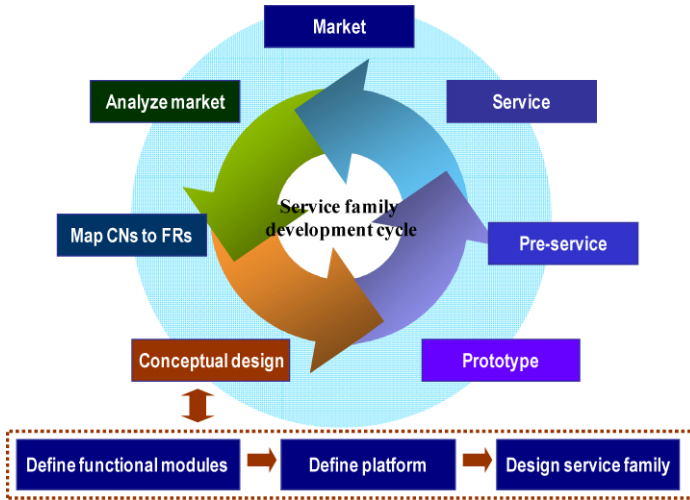 Market
Analyze market
Service
Service family
development cycle
Map CNs to FRs
Pre-service
Conceptual design
Prototype
Define functional modules
Define platform
Design service family